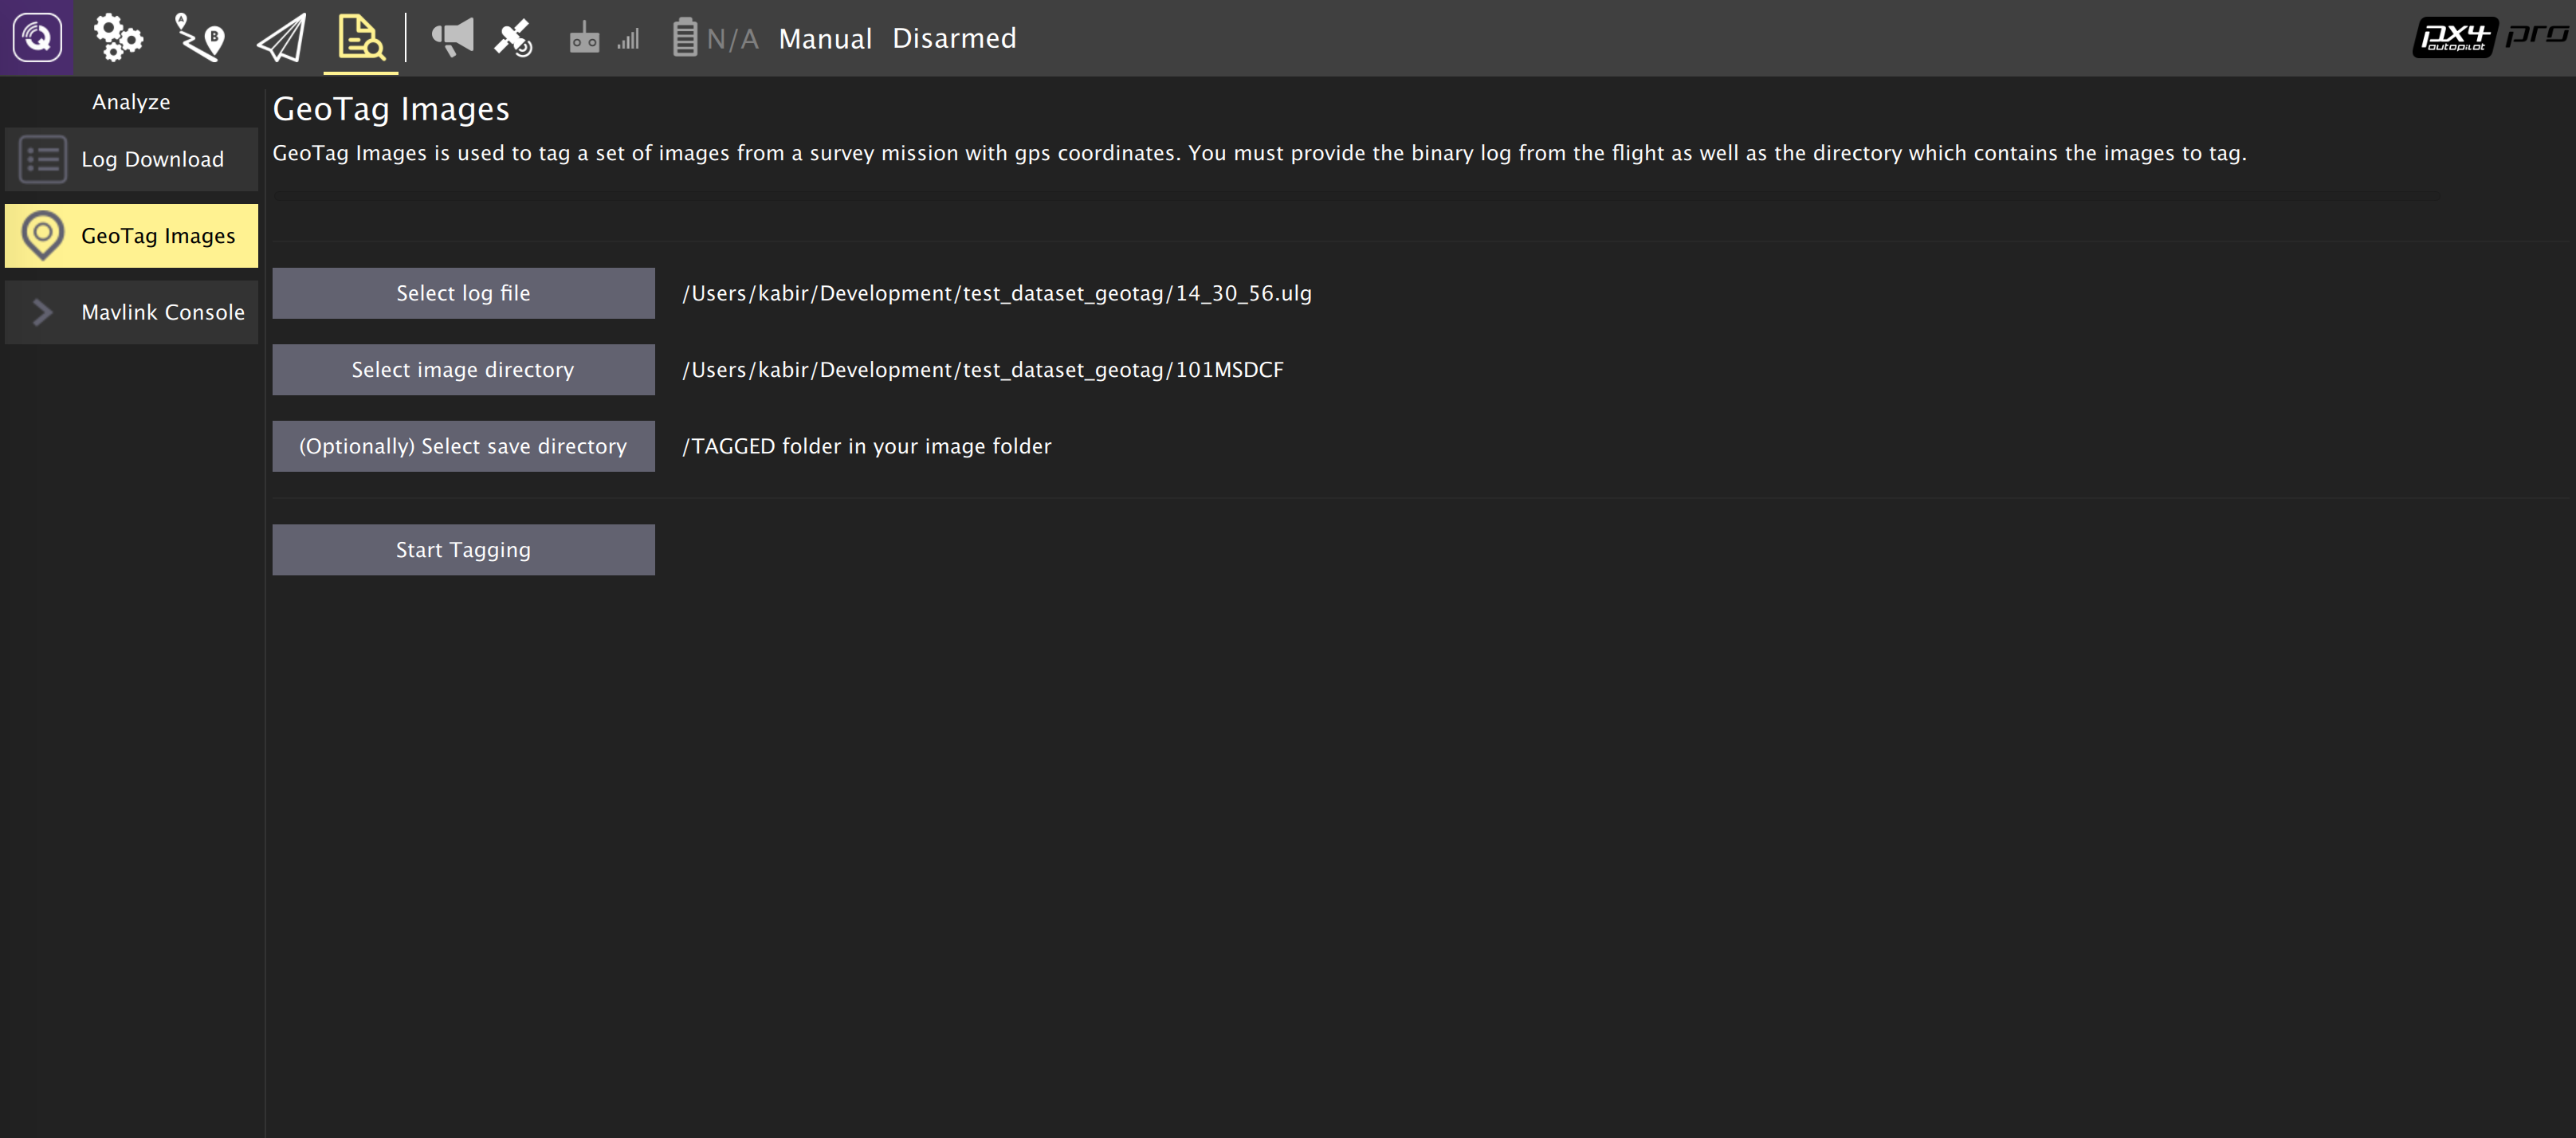 N/A Manual Disarmed
px4 autopilot pro
Analyze
Log Download
GeoTag Images
Mavlink Console
GeoTag Images
GeoTag Images is used to tag a set of images from a survey mission with gps coordinates. You must provide the binary log from the flight as well as the directory which contains the images to tag.
Select log file /Users/kabir/Development/test_dataset_geotag/14_30_56.ulg
Select image directory /Users/kabir/Development/test_dataset_geotag/101MSDCF
(Optionally) Select save directory /TAGGED folder in your image folder
Start Tagging